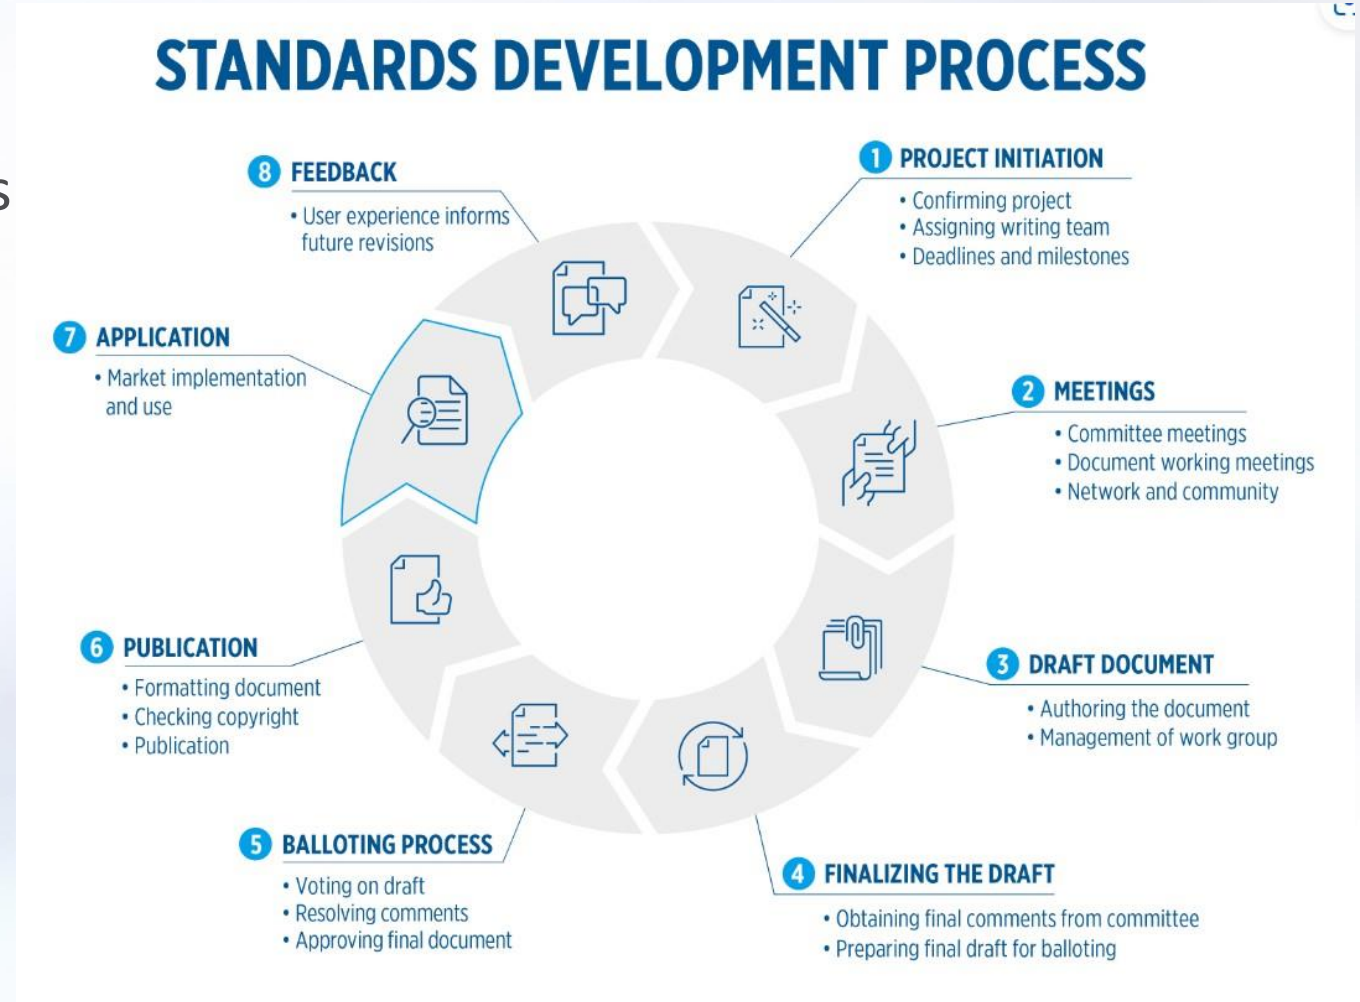 STANDARDS DEVELOPMENT PROCESS
s
1 PROJECT INITIATION
• Confirming project
• Assigning writing team
• Deadlines and milestones
2 MEETINGS
• Committee meetings
• Document working meetings
• Network and community
3 DRAFT DOCUMENT
• Authoring the document
• Management of work group
4 FINALIZING THE DRAFT
• Obtaining final comments from committee
• Preparing final draft for balloting
5 BALLOTING PROCESS
• Voting on draft
• Resolving comments
• Approving final document
6 PUBLICATION
• Formatting document
• Checking copyright
• Publication
7 APPLICATION
• Market implementation
and use
8 FEEDBACK
• User experience informs
future revisions